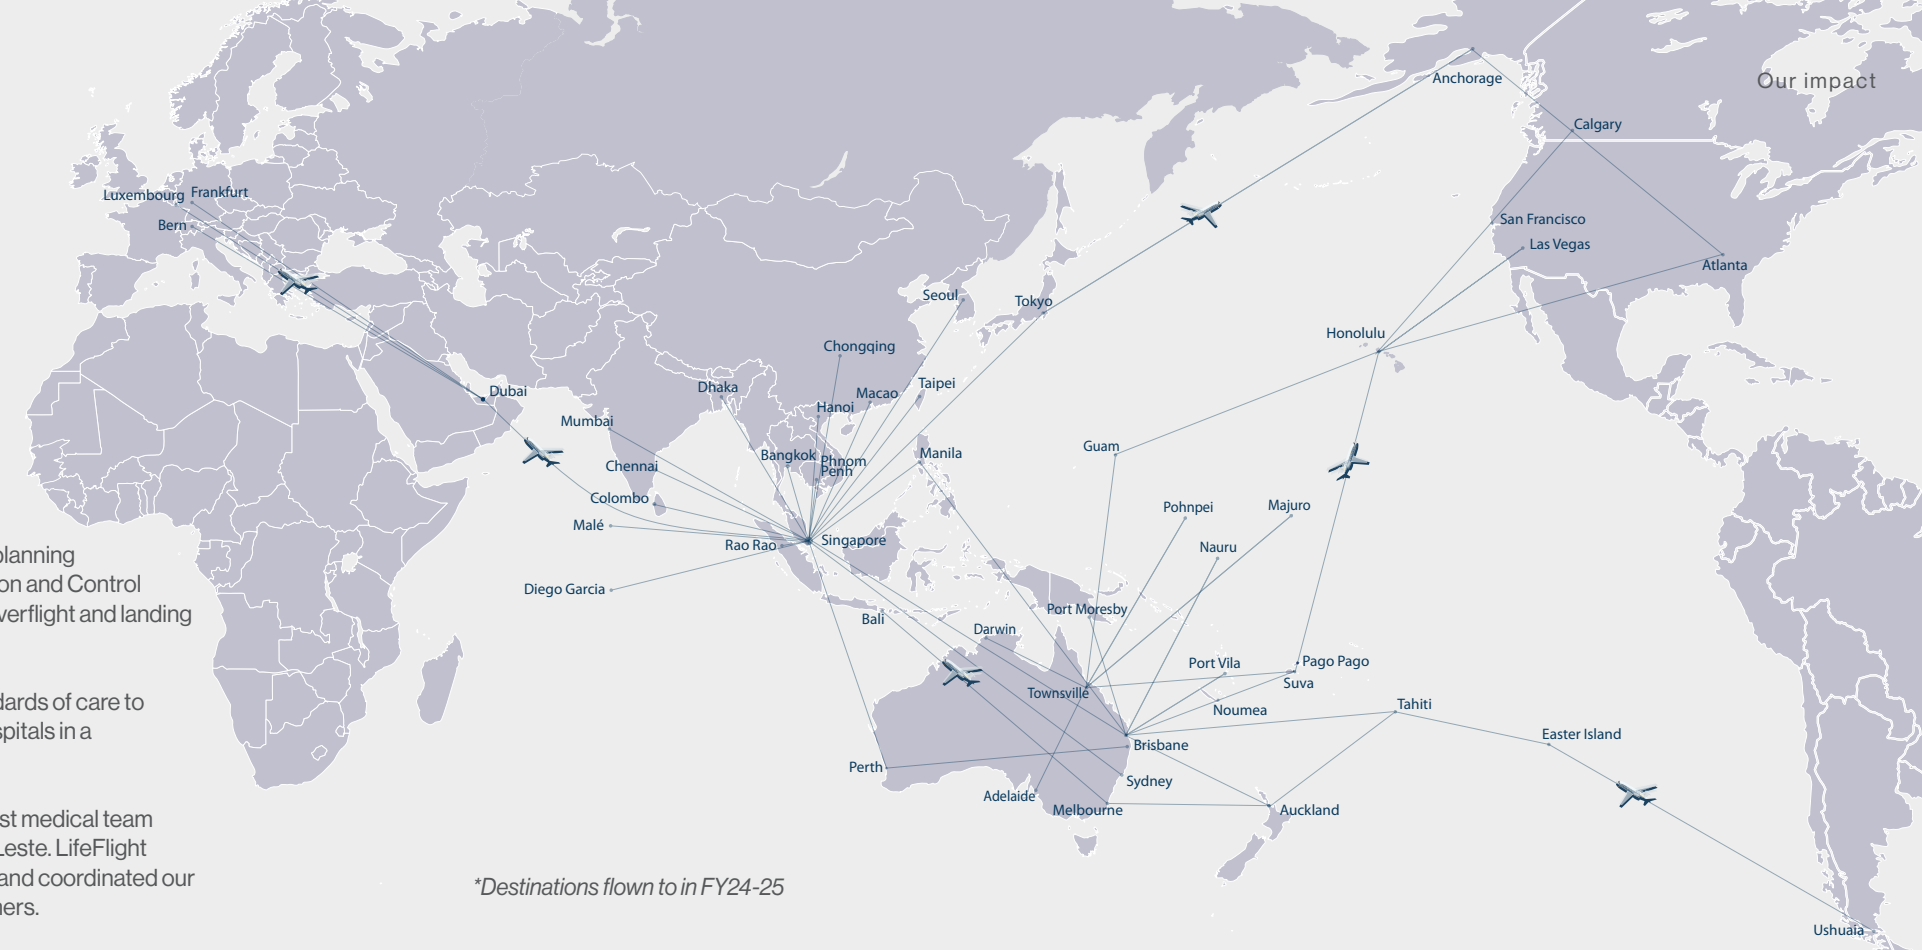 Our impact
Anchorage
Calgary
Luxembourg
Frankfurt
Bern
San Francisco
Las Vegas
Atlanta
Seoul
Tokyo
Honolulu
Chongqing
Dhaka
Taipei
Dubai
Macao
Hanoi
Mumbai
Guam
Manila
Bangkok
Phnom
Penh
Chennai
Colombo
Pohnpei
Majuro
Malé
Singapore
Rao Rao
Nauru
Diego Garcia
Port Moresby
Bali
Darwin
Port Vila
Pago Pago
Suva
Townsville
Noumea
Tahiti
Easter Island
Brisbane
Perth
Sydney
Adelaide
Melbourne
Auckland
Ushuaia
planning
on and Control
verflight and landing
dards of care to
spitals in a
st medical team
Leste. LifeFlight
and coordinated our
ners.
*Destinations flown to in FY24-25